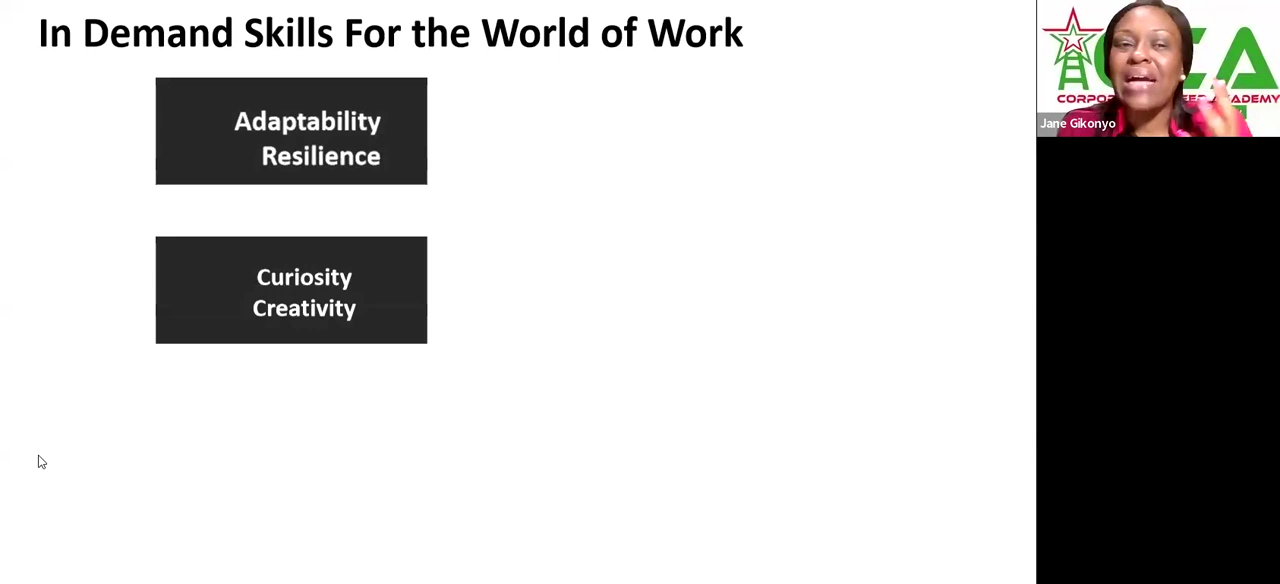 In Demand Skills For the World of Work
Adaptability
Resilience
Curiosity
Creativity
Jane Gikonyo